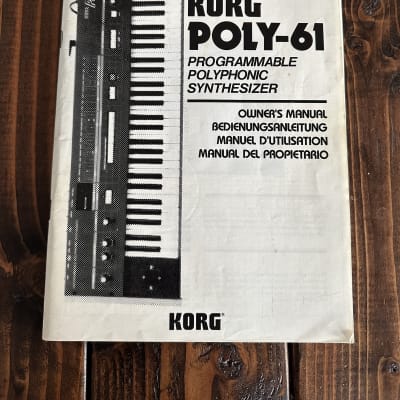 KORG
POLY-61
PROGRAMMABLE
POLYPHONIC
SYNTHESIZER
OWNER'S MANUAL
BEDIENUNGSANLEITUNG
MANUEL D'UTILISATION
MANUAL DEL PROPIETARIO
KORG®